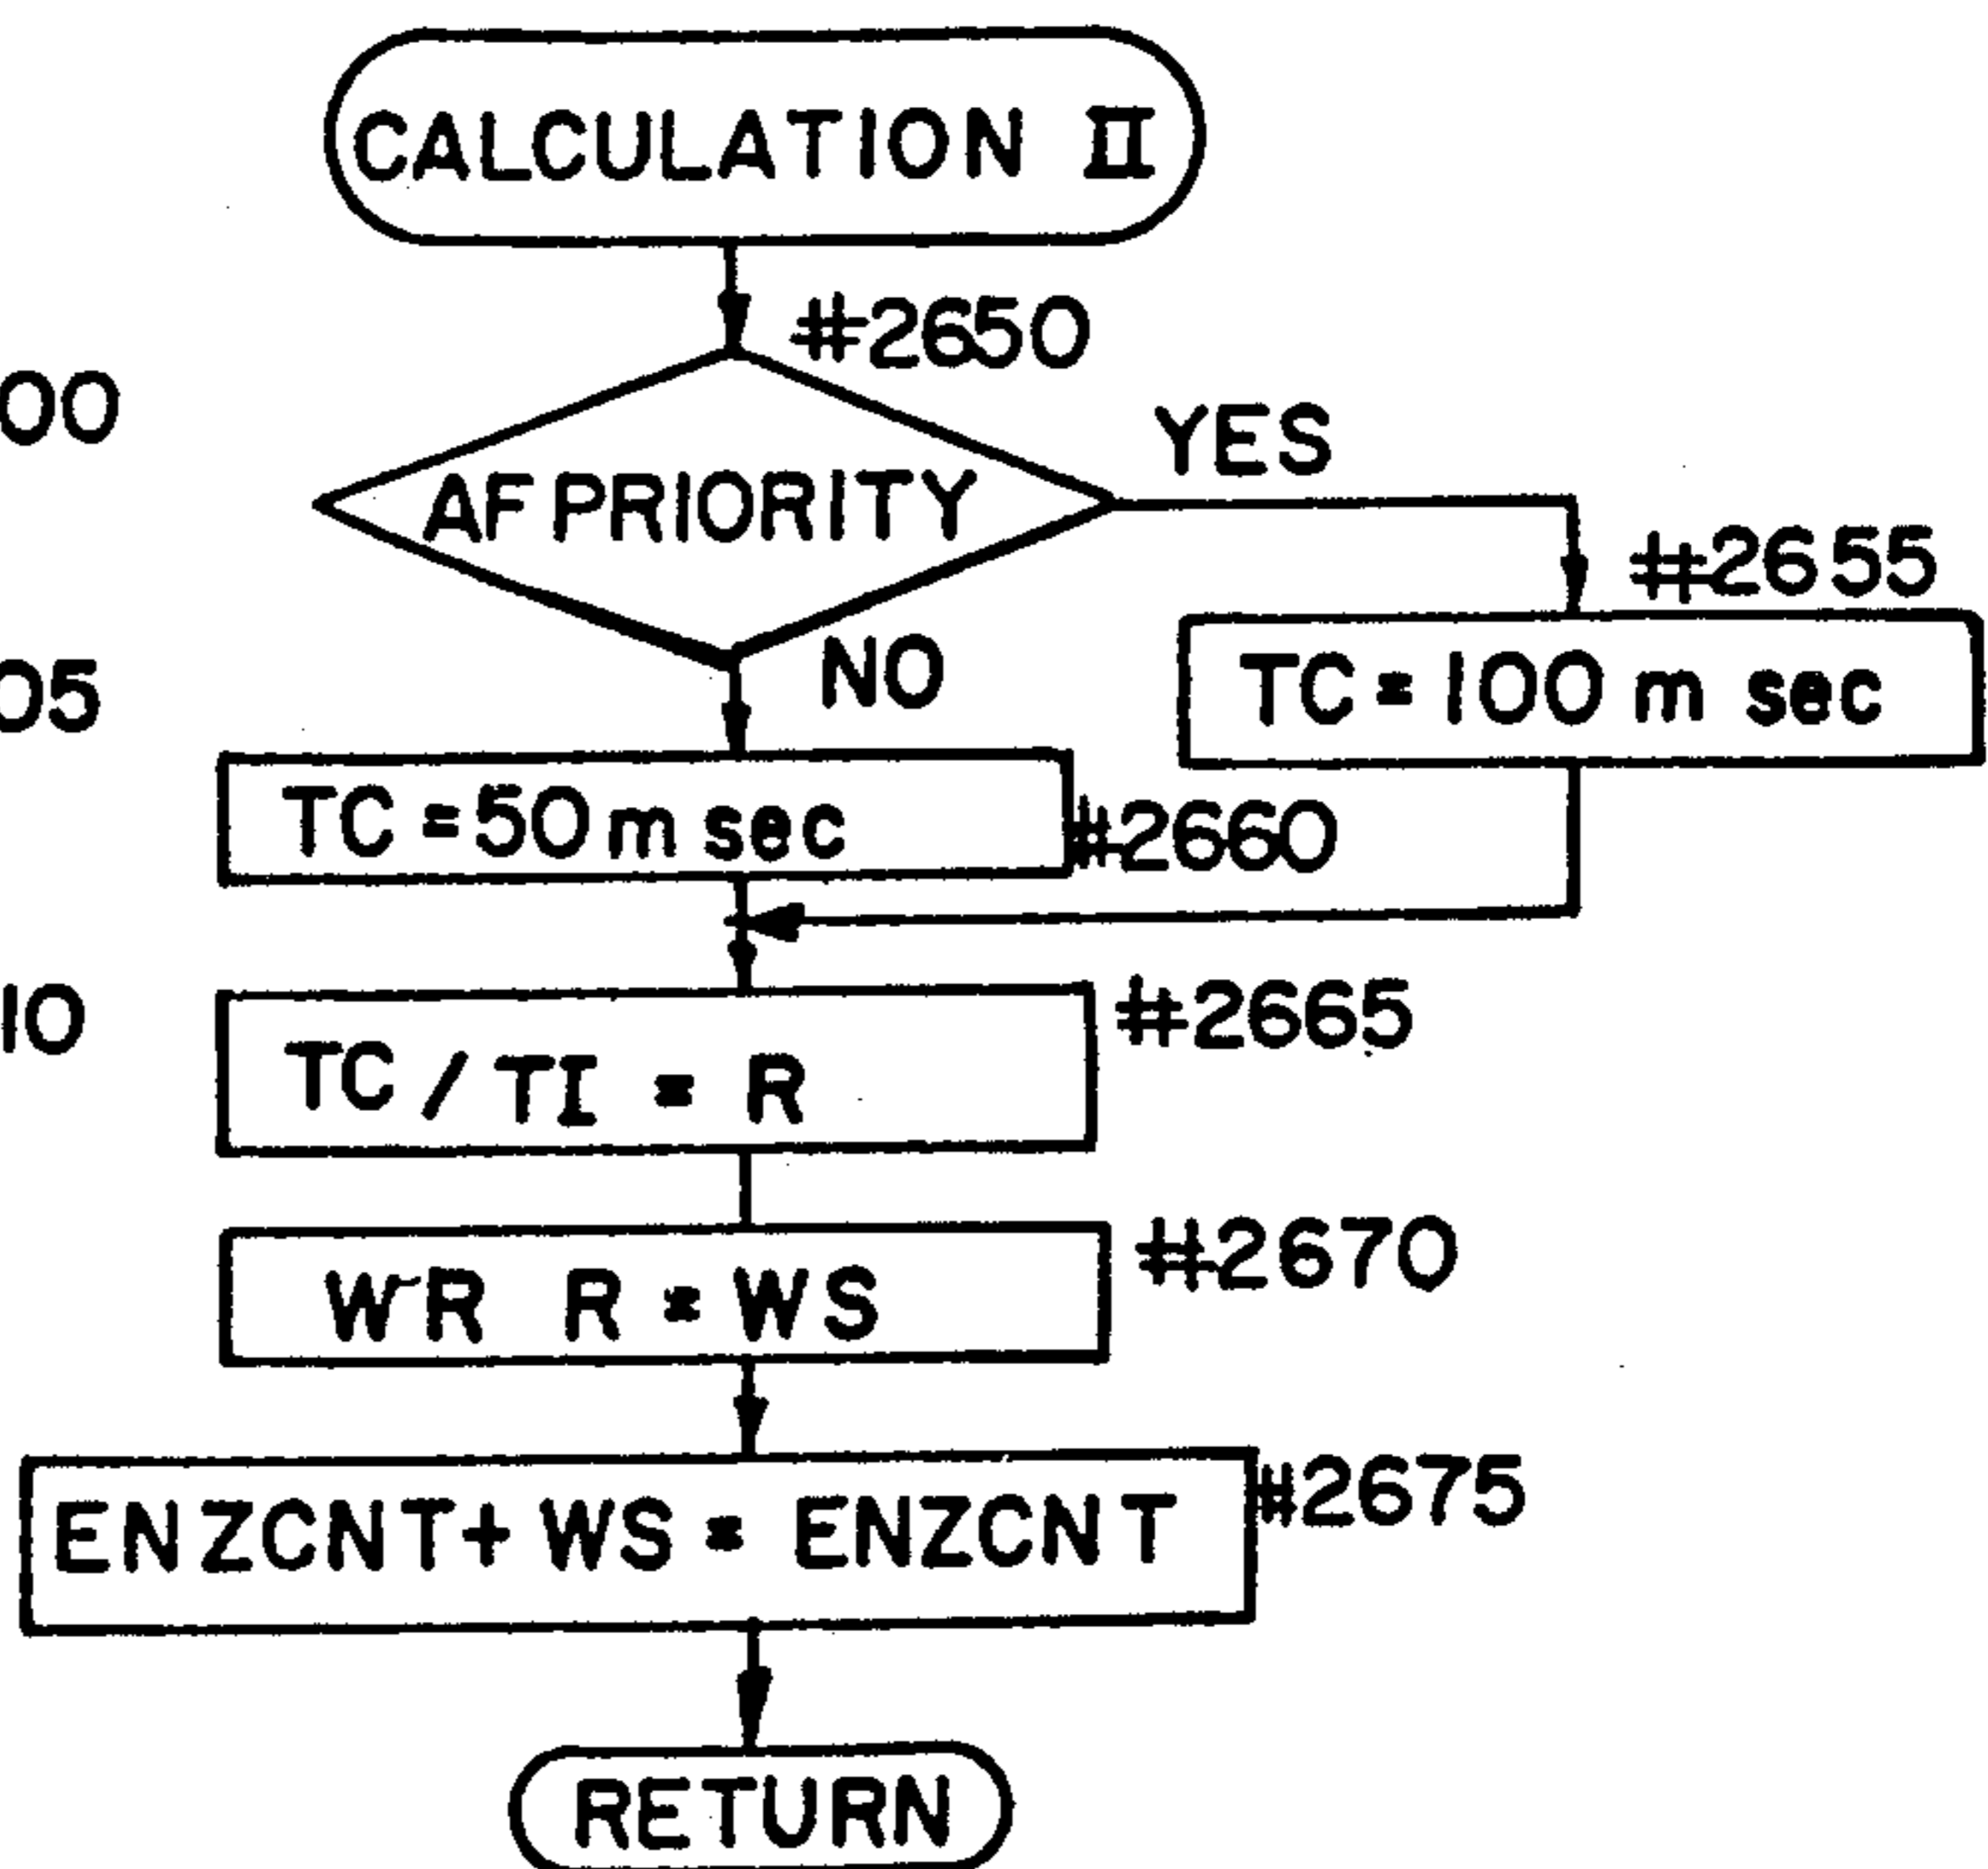 CALCULATION II
#2650
00
YES
AF PRIORITY
#2655
NO
TC=100 m sec
05
TC=50 m sec
#2660
10
#2665
TC/TI = R
#2670
WR R = WS
#2675
ENZCNT+WS = ENZCNT
RETURN